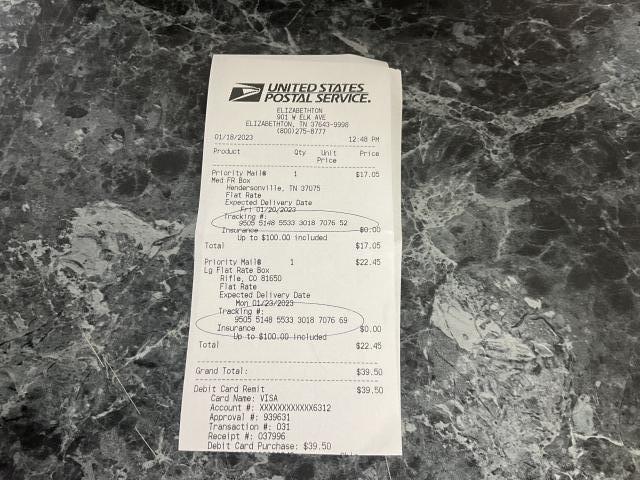 UNITED STATES
POSTAL SERVICE.
ELIZABETHTON
901 W ELK AVE
ELIZABETHTON, TN 37643-9998
(800)275-8777
01/18/2023 12:48 PM
Product Qty Unit Price
Price
Priority Mail® 1 $17.05
Med FR Box
Hendersonville, TN 37075
Flat Rate
Expected Delivery Date
Fri 01/20/2023
Tracking #:
9505 5148 5533 3018 7076 52
Insurance $0.00
Up to $100.00 included
Total $17.05
Priority Mail® 1 $22.45
Lg Flat Rate Box
Rifle, CO 81650
Flat Rate
Expected Delivery Date
Mon 01/23/2023
Tracking #:
9505 5148 5533 3018 7076 69
Insurance $0.00
Up to $100.00 included
Total $22.45
Grand Total: $39.50
Debit Card Remit $39.50
Card Name: VISA
Account #: XXXXXXXXXXXX6312
Approval #: 939631
Transaction #: 031
Receipt #: 037996
Debit Card Purchase: $39.50